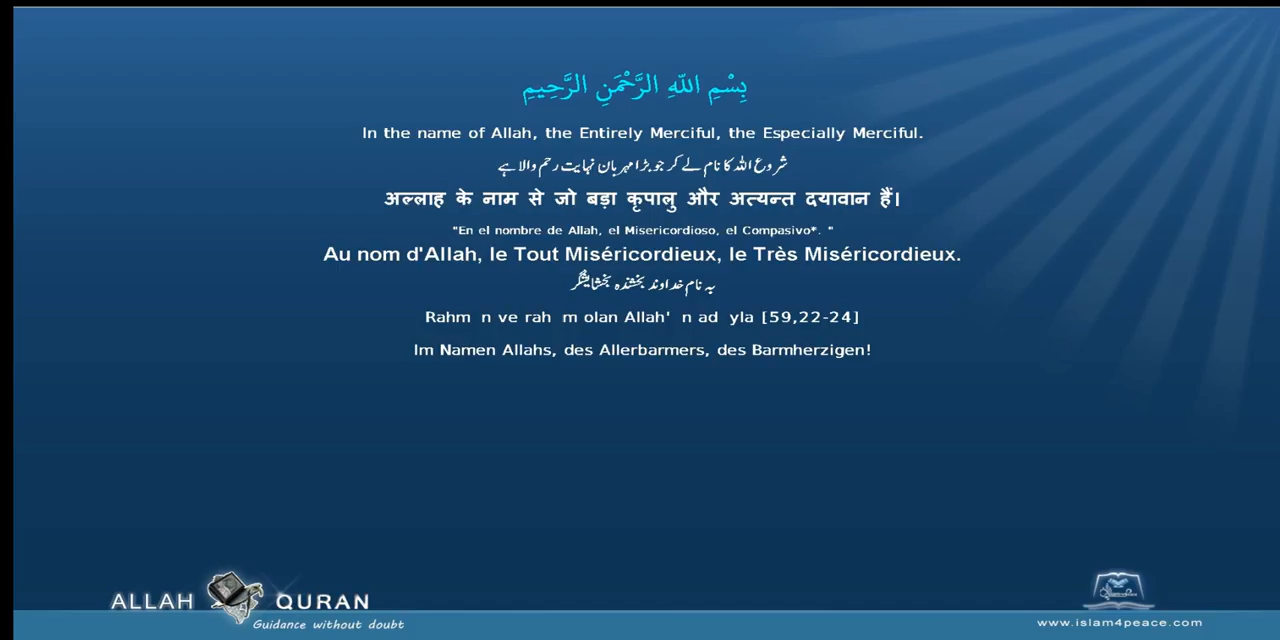 بِسْمِ اللّهِ الرَّحْمَنِ الرَّحِيمِ
In the name of Allah, the Entirely Merciful, the Especially Merciful.
شروع الله کا نام لے کر جو بڑا مہربان نہایت رحم والا ہے
अल्लाह के नाम से जो बड़ा कृपालु और अत्यन्त दयावान हैं।
"En el nombre de Allah, el Misericordioso, el Compasivo*. "
Au nom d'Allah, le Tout Miséricordieux, le Très Miséricordieux.
به نام خداوند بخشنده بخشایشگر
Rahm n ve rah m olan Allah' n ad yla [59,22-24]
Im Namen Allahs, des Allerbarmers, des Barmherzigen!
ALLAH QURAN
Guidance without doubt
www.islam4peace.com